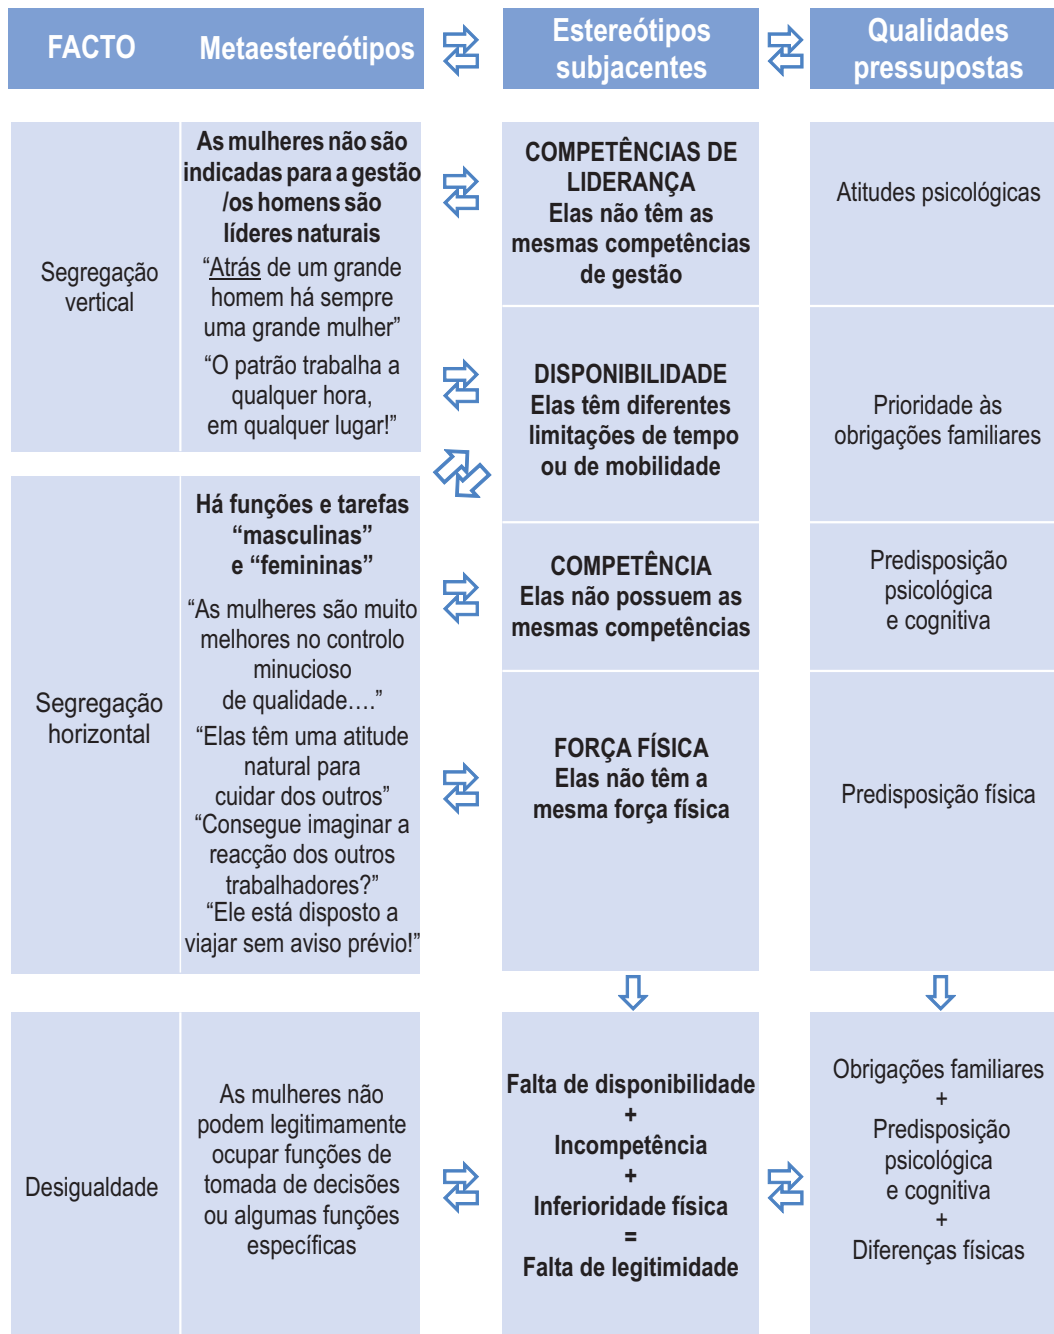 FACTO
Metaestereótipos
Estereótipos
subjacentes
Qualidades
pressupostas
Segregação
vertical
As mulheres não são
indicadas para a gestão
/os homens são
líderes naturais
“Atrás de um grande
homem há sempre
uma grande mulher”
“O patrão trabalha a
qualquer hora,
em qualquer lugar!”
COMPETÊNCIAS DE
LIDERANÇA
Elas não têm as
mesmas competências
de gestão
Atitudes psicológicas
DISPONIBILIDADE
Elas têm diferentes
limitações de tempo
ou de mobilidade
Prioridade às
obrigações familiares
Segregação
horizontal
Há funções e tarefas
“masculinas”
e “femininas”
“As mulheres são muito
melhores no controlo
minucioso
de qualidade….”
“Elas têm uma atitude
natural para
cuidar dos outros”
“Consegue imaginar a
reacção dos outros
trabalhadores?”
“Ele está disposto a
viajar sem aviso prévio!”
COMPETÊNCIA
Elas não possuem as
mesmas competências
Predisposição
psicológica
e cognitiva
FORÇA FÍSICA
Elas não têm a
mesma força física
Predisposição física
Desigualdade
As mulheres não
podem legitimamente
ocupar funções de
tomada de decisões
ou algumas funções
específicas
Falta de disponibilidade
+
Incompetência
+
Inferioridade física
=
Falta de legitimidade
Obrigações familiares
+
Predisposição
psicológica
e cognitiva
+
Diferenças físicas